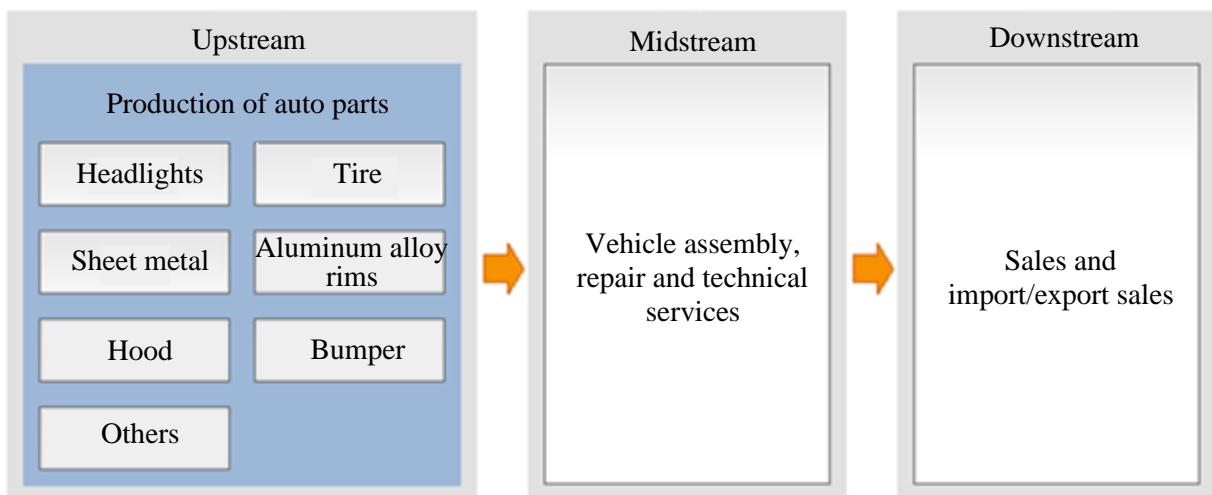 Upstream
Production of auto parts
Headlights
Tire
Sheet metal
Aluminum alloy
rims
Hood
Bumper
Others
Midstream
Vehicle assembly,
repair and technical
services
Downstream
Sales and
import/export sales